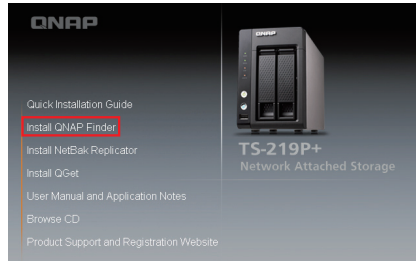 QNAP
Quick Installation Guide
Install QNAP Finder
Install NetBak Replicator
Install QGet
User Manual and Application Notes
Browse CD
Product Support and Registration Website
TS-219P+
Network Attached Storage